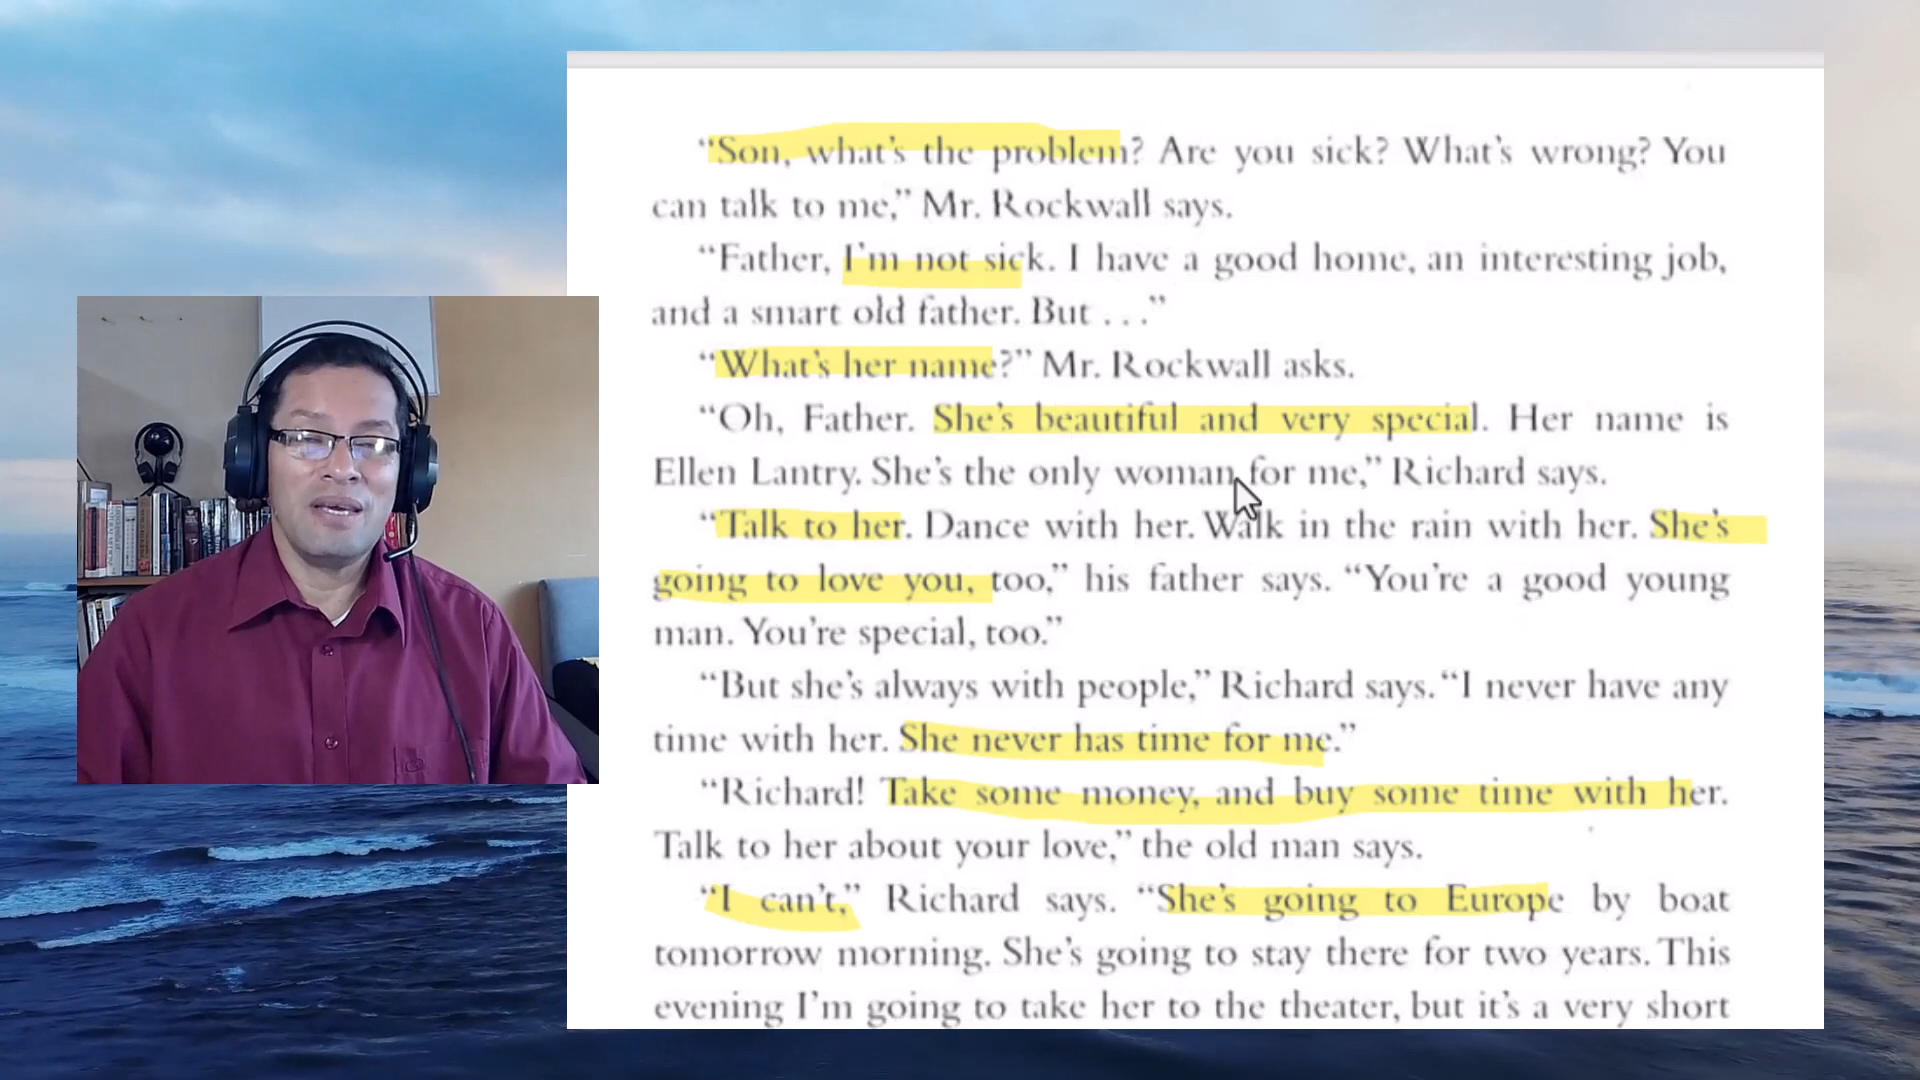 “Son, what’s the problem? Are you sick? What’s wrong? You
can talk to me,” Mr. Rockwall says.
“Father, I’m not sick. I have a good home, an interesting job,
and a smart old father. But . . .”
“What’s her name?” Mr. Rockwall asks.
“Oh, Father. She’s beautiful and very special. Her name is
Ellen Lantry. She’s the only woman for me,” Richard says.
“Talk to her. Dance with her. Walk in the rain with her. She’s
going to love you, too,” his father says. “You’re a good young
man. You’re special, too.”
“But she’s always with people,” Richard says. “I never have any
time with her. She never has time for me.”
“Richard! Take some money, and buy some time with her.
Talk to her about your love,” the old man says.
“I can’t,” Richard says. “She’s going to Europe by boat
tomorrow morning. She’s going to stay there for two years. This
evening I’m going to take her to the theater, but it’s a very short